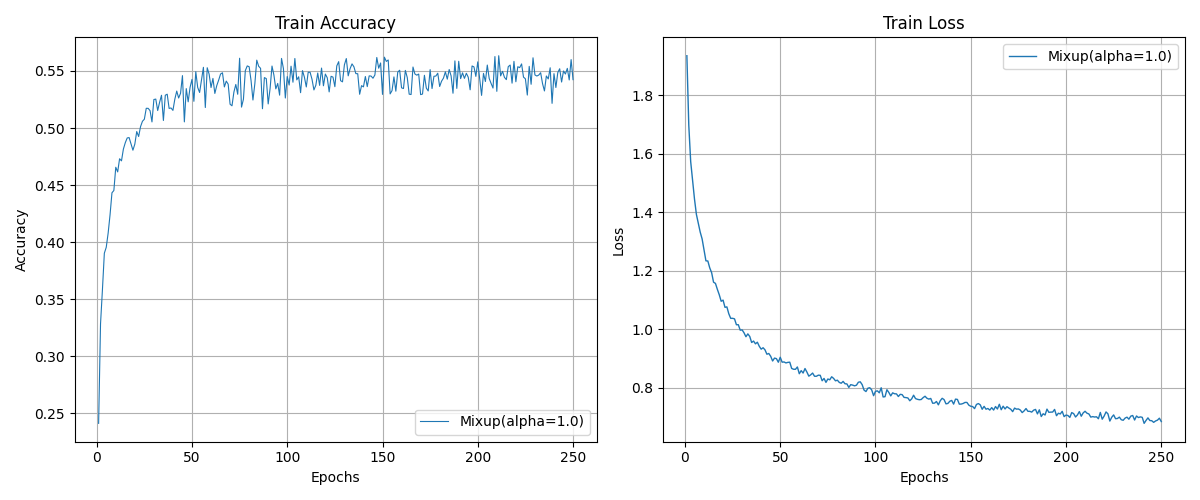 Train Accuracy
Accuracy
0.55
0.50
0.45
0.40
0.35
0.30
0.25
Mixup(alpha=1.0)
0 50 100 150 200 250
Epochs
Train Loss
Loss
Mixup(alpha=1.0)
1.8
1.6
1.4
1.2
1.0
0.8
0 50 100 150 200 250
Epochs